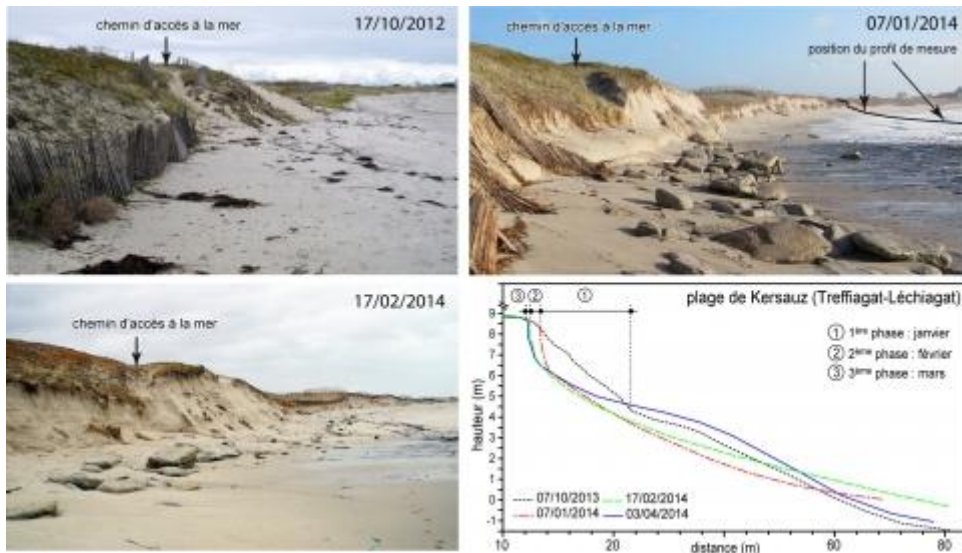 chemin d'accès à la mer
17/10/2012
chemin d'accès à la mer
07/01/2014
position du profil de mesure
17/02/2014
chemin d'accès à la mer
③ ② ①
plage de Kersauz (Treffiagat-Léchiagat)
① 1ère phase : janvier
② 2ème phase : février
③ 3ème phase : mars
hauteur (m)
9
8
7
6
5
4
3
2
1
0
-1
07/10/2013
17/02/2014
07/01/2014
03/04/2014
10 20 40 60 80
distance (m)